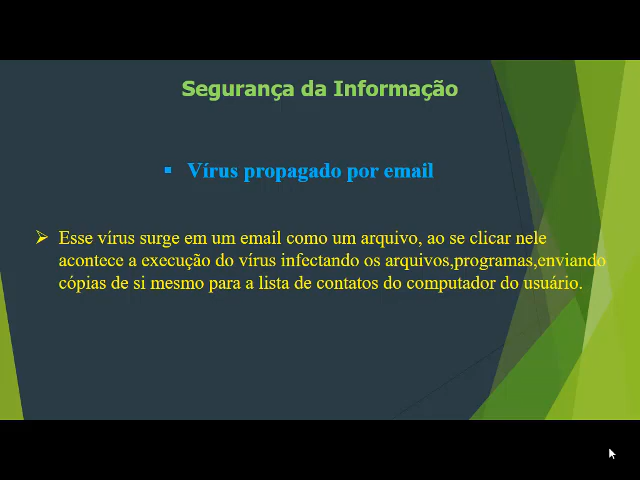 Segurança da Informação
▪ Vírus propagado por email
➢ Esse vírus surge em um email como um arquivo, ao se clicar nele
acontece a execução do vírus infectando os arquivos,programas,enviando
cópias de si mesmo para a lista de contatos do computador do usuário.